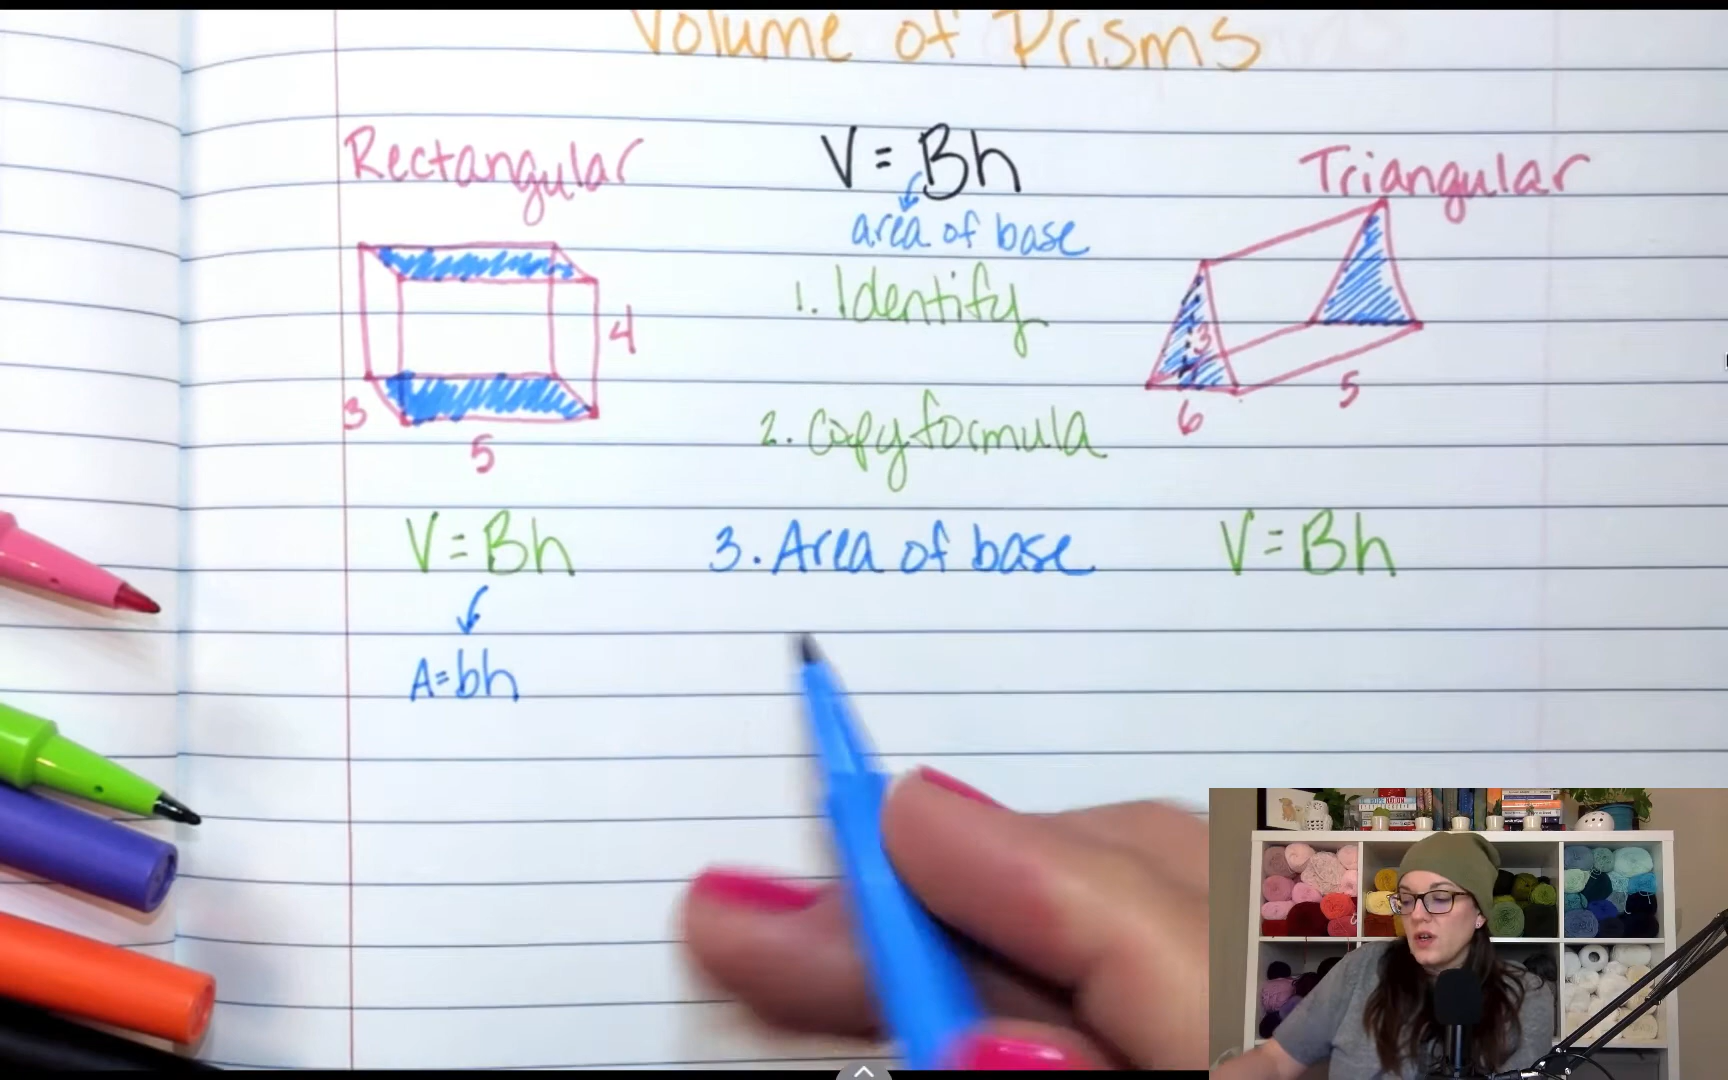 Volume of Prisms
Rectangular
V = Bh
Triangular
area of base
1. Identify
4
3
3
5
6
5
2. Copy formula
V = Bh
3. Area of base
V = Bh
A = bh